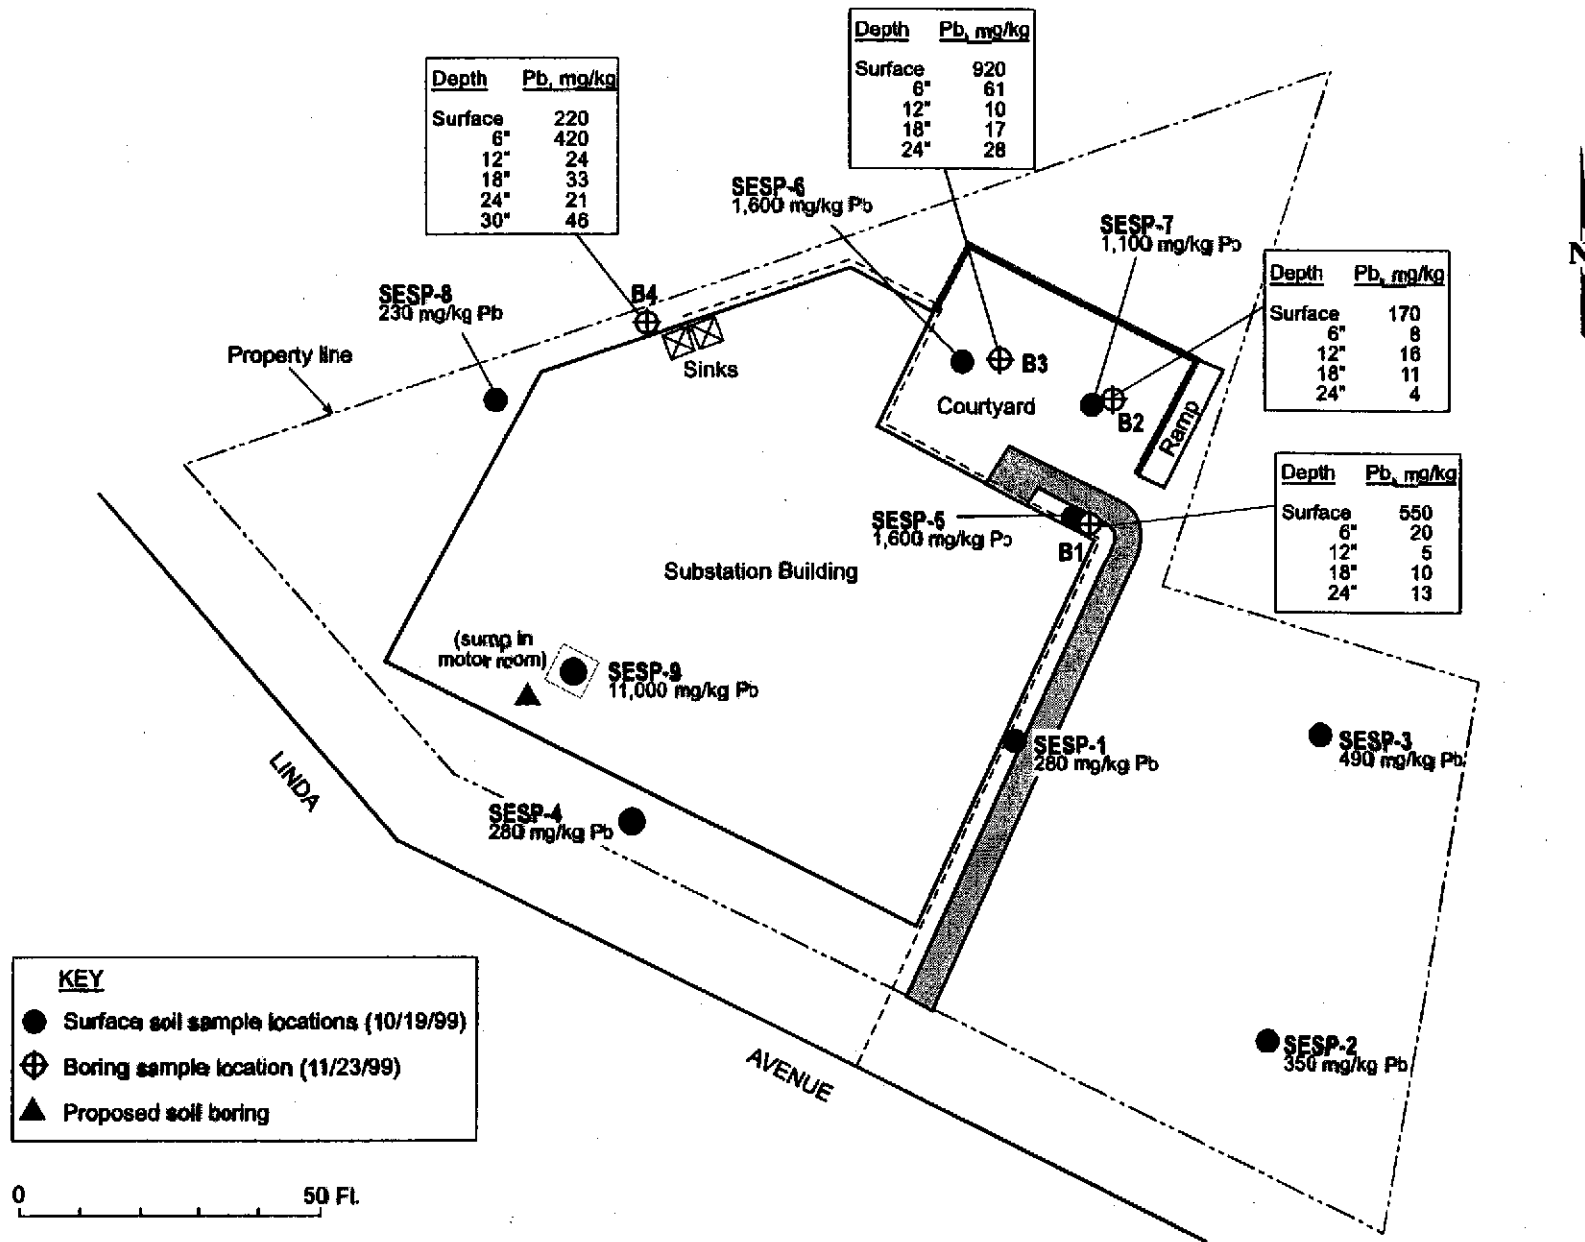 Depth Pb, mg/kg
Surface 920
6" 61
12" 10
18" 17
24" 28
Depth Pb, mg/kg
Surface 220
6" 420
12" 24
18" 33
24" 21
30" 46
SESP-6
1,600 mg/kg Pb
SESP-7
1,100 mg/kg Pb
N
Depth Pb, mg/kg
Surface 170
6" 8
12" 16
18" 11
24" 4
SESP-8
230 mg/kg Pb
B4
Property line
Sinks
B3
Courtyard
B2
Ramp
Depth Pb, mg/kg
Surface 550
6" 20
12" 5
18" 10
24" 13
SESP-5
1,600 mg/kg Pb
B1
Substation Building
(sump in
motor room)
SESP-9
11,000 mg/kg Pb
SESP-1
280 mg/kg Pb
SESP-3
490 mg/kg Pb
LINDA
SESP-4
280 mg/kg Pb
AVENUE
SESP-2
350 mg/kg Pb
KEY
Surface soil sample locations (10/19/99)
Boring sample location (11/23/99)
Proposed soil boring
0 50 Ft.